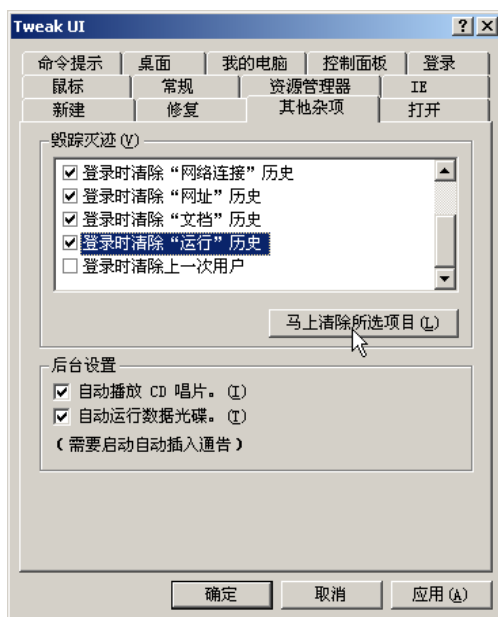 Tweak UI
命令提示 桌面 我的电脑 控制面板 登录
鼠标 常规 资源管理器 IE
新建 修复 其他杂项 打开
毁踪灭迹(V)
登录时清除“网络连接”历史
登录时清除“网址”历史
登录时清除“文档”历史
登录时清除“运行”历史
登录时清除上一次用户
马上清除所选项目(L)
后台设置
自动播放 CD 唱片。(I)
自动运行数据光碟。(I)
(需要启动自动插入通告)
确定 取消 应用(A)